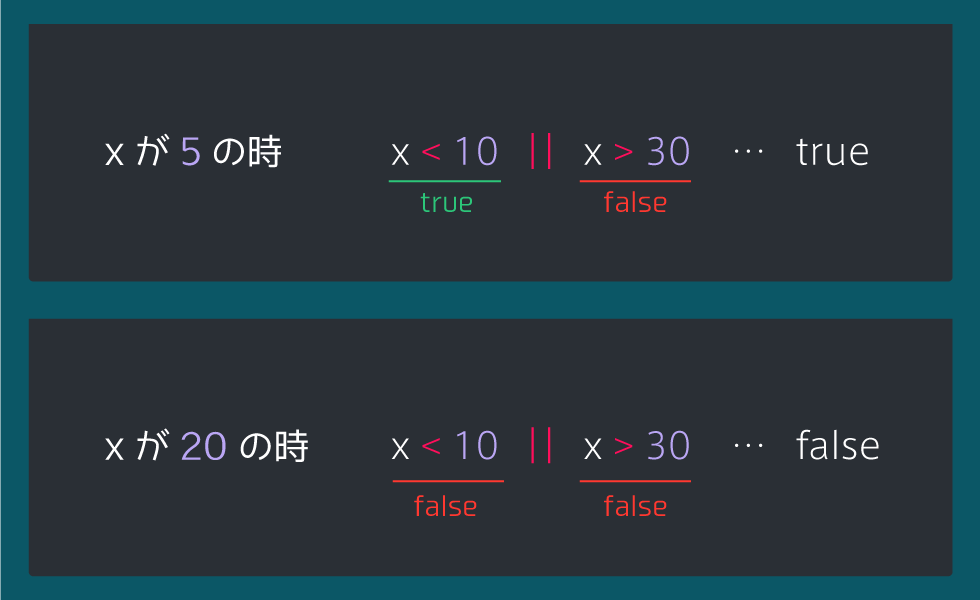 x が 5 の時 x < 10 || x > 30 … true
true false
x が 20 の時 x < 10 || x > 30 … false
false false